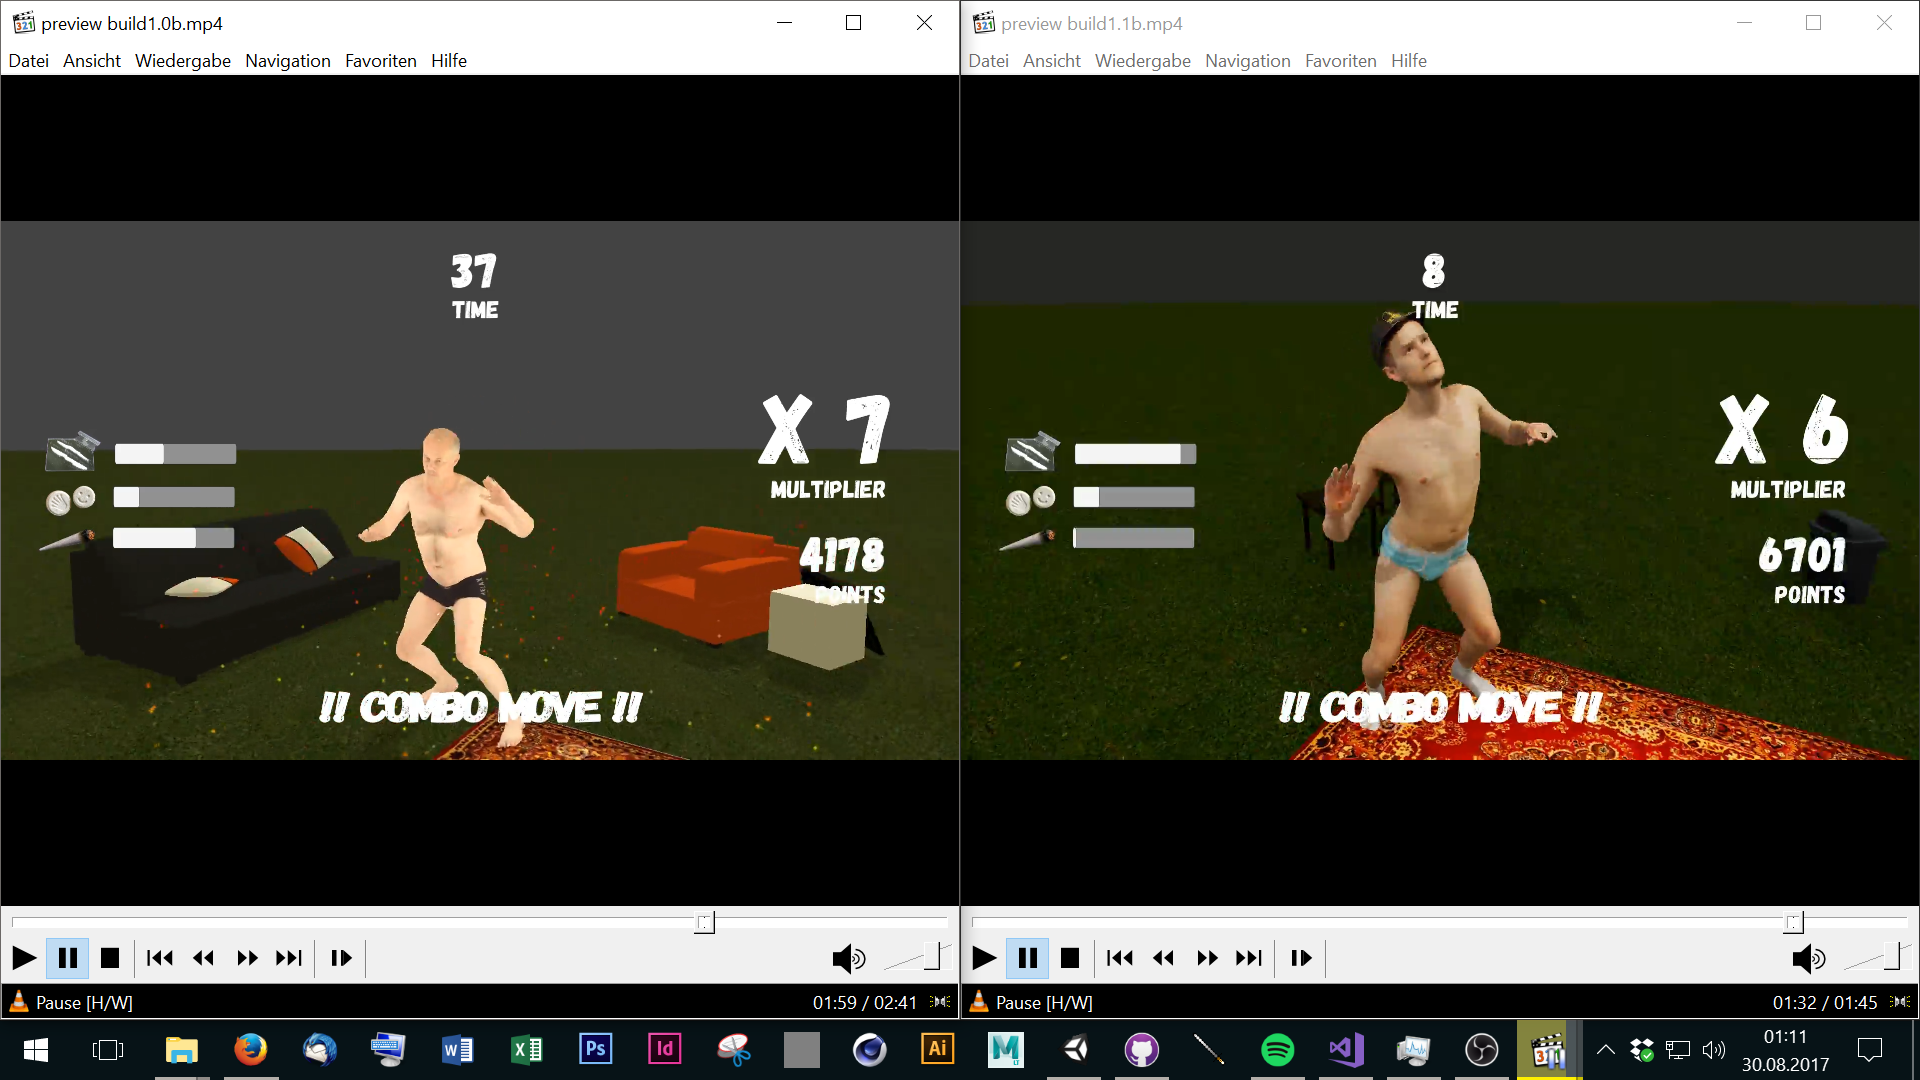 preview build1.0b.mp4
Datei Ansicht Wiedergabe Navigation Favoriten Hilfe
37
TIME
X 7
MULTIPLIER
4178
POINTS
!! COMBO MOVE !!
Pause [H/W]
01:59 / 02:41
preview build1.1b.mp4
Datei Ansicht Wiedergabe Navigation Favoriten Hilfe
8
TIME
X 6
MULTIPLIER
6701
POINTS
!! COMBO MOVE !!
Pause [H/W]
01:32 / 01:45
Ps
Id
Ai
M
01:11
30.08.2017